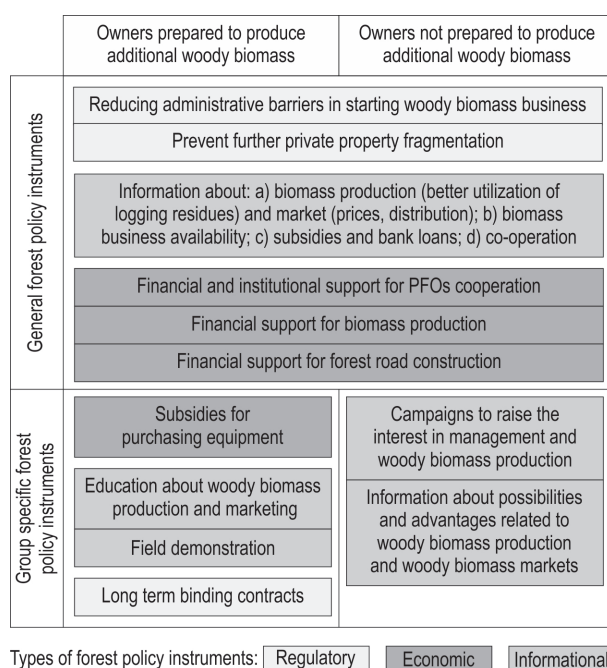 Owners prepared to produce
additional woody biomass
Owners not prepared to produce
additional woody biomass
General forest policy instruments
Reducing administrative barriers in starting woody biomass business
Prevent further private property fragmentation
Information about: a) biomass production (better utilization of
logging residues) and market (prices, distribution); b) biomass
business availability; c) subsidies and bank loans; d) co-operation
Financial and institutional support for PFOs cooperation
Financial support for biomass production
Financial support for forest road construction
Group specific forest
policy instruments
Subsidies for
purchasing equipment
Education about woody biomass
production and marketing
Field demonstration
Long term binding contracts
Campaigns to raise the
interest in management and
woody biomass production
Information about possibilities
and advantages related to
woody biomass production
and woody biomass markets
Types of forest policy instruments: Regulatory Economic Informational